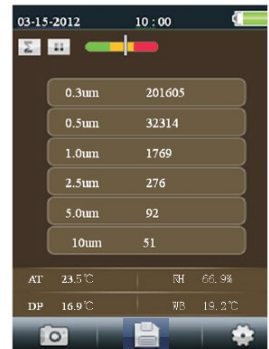 03-15-2012 10:00
Σ
0.3um 201605
0.5um 32314
1.0um 1769
2.5um 276
5.0um 92
10um 51
AT 23.5℃ RH 66.9%
DP 16.9℃ WB 19.2℃